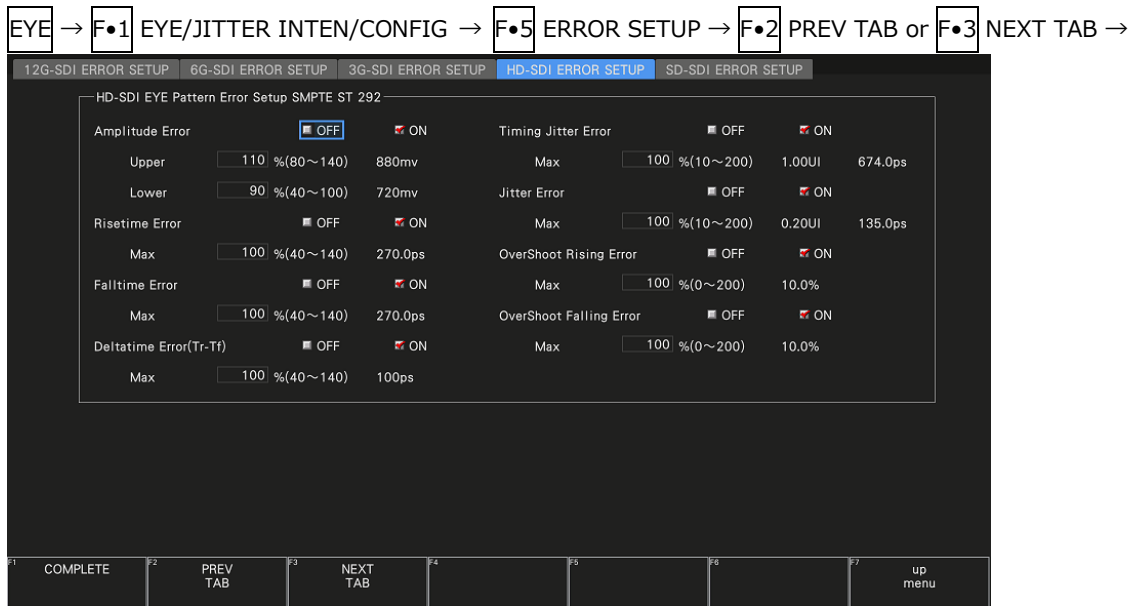 EYE → F•1 EYE/JITTER INTEN/CONFIG → F•5 ERROR SETUP → F•2 PREV TAB or F•3 NEXT TAB →
12G-SDI ERROR SETUP 6G-SDI ERROR SETUP 3G-SDI ERROR SETUP HD-SDI ERROR SETUP SD-SDI ERROR SETUP
HD-SDI EYE Pattern Error Setup SMPTE ST 292
Amplitude Error OFF ON Timing Jitter Error OFF ON
Upper 110 %(80～140) 880mv Max 100 %(10～200) 1.00UI 674.0ps
Lower 90 %(40～100) 720mv Jitter Error OFF ON
Risetime Error OFF ON Max 100 %(10～200) 0.20UI 135.0ps
Max 100 %(40～140) 270.0ps OverShoot Rising Error OFF ON
Falltime Error OFF ON Max 100 %(0～200) 10.0%
Max 100 %(40～140) 270.0ps OverShoot Falling Error OFF ON
Deltatime Error(Tr-Tf) OFF ON Max 100 %(0～200) 10.0%
Max 100 %(40～140) 100ps
F1 COMPLETE F2 PREV TAB F3 NEXT TAB F4 F5 F6 F7 up menu